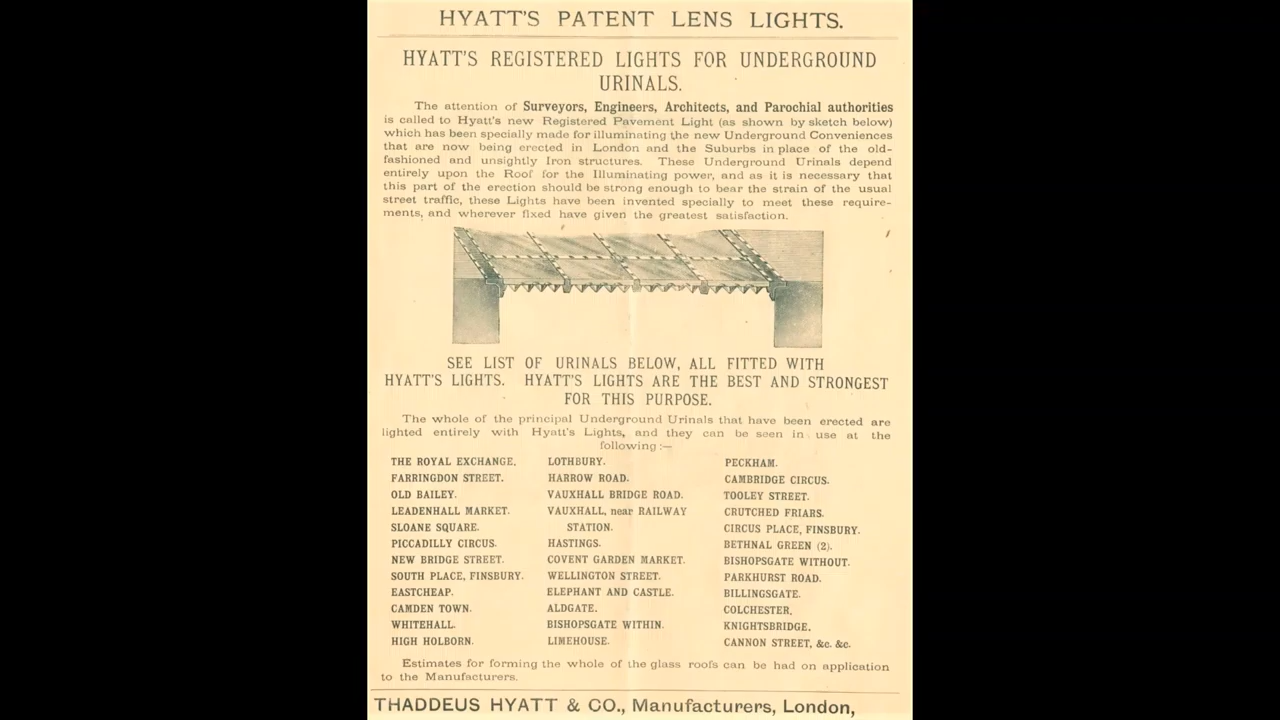 HYATT'S PATENT LENS LIGHTS.
HYATT'S REGISTERED LIGHTS FOR UNDERGROUND
URINALS.
The attention of Surveyors, Engineers, Architects, and Parochial authorities
is called to Hyatt's new Registered Pavement Light (as shown by sketch below)
which has been specially made for illuminating the new Underground Conveniences
that are now being erected in London and the Suburbs in place of the old-
fashioned and unsightly Iron structures. These Underground Urinals depend
entirely upon the Roof for the Illuminating power, and as it is necessary that
this part of the erection should be strong enough to bear the strain of the usual
street traffic, these Lights have been invented specially to meet these require-
ments, and wherever fixed have given the greatest satisfaction.
SEE LIST OF URINALS BELOW, ALL FITTED WITH
HYATT'S LIGHTS. HYATT'S LIGHTS ARE THE BEST AND STRONGEST
FOR THIS PURPOSE.
The whole of the principal Underground Urinals that have been erected are
lighted entirely with Hyatt's Lights, and they can be seen in use at the
following :—
THE ROYAL EXCHANGE.
FARRINGDON STREET.
OLD BAILEY.
LEADENHALL MARKET.
SLOANE SQUARE.
PICCADILLY CIRCUS.
NEW BRIDGE STREET.
SOUTH PLACE, FINSBURY.
EASTCHEAP.
CAMDEN TOWN.
WHITEHALL.
HIGH HOLBORN.
LOTHBURY.
HARROW ROAD.
VAUXHALL BRIDGE ROAD.
VAUXHALL, near RAILWAY
STATION.
HASTINGS.
COVENT GARDEN MARKET.
WELLINGTON STREET.
ELEPHANT AND CASTLE.
ALDGATE.
BISHOPSGATE WITHIN.
LIMEHOUSE.
PECKHAM.
CAMBRIDGE CIRCUS.
TOOLEY STREET.
CRUTCHED FRIARS.
CIRCUS PLACE, FINSBURY.
BETHNAL GREEN (2).
BISHOPSGATE WITHOUT.
PARKHURST ROAD.
BILLINGSGATE.
COLCHESTER.
KNIGHTSBRIDGE.
CANNON STREET, &c. &c.
Estimates for forming the whole of the glass roofs can be had on application
to the Manufacturers.
THADDEUS HYATT & CO., Manufacturers, London,